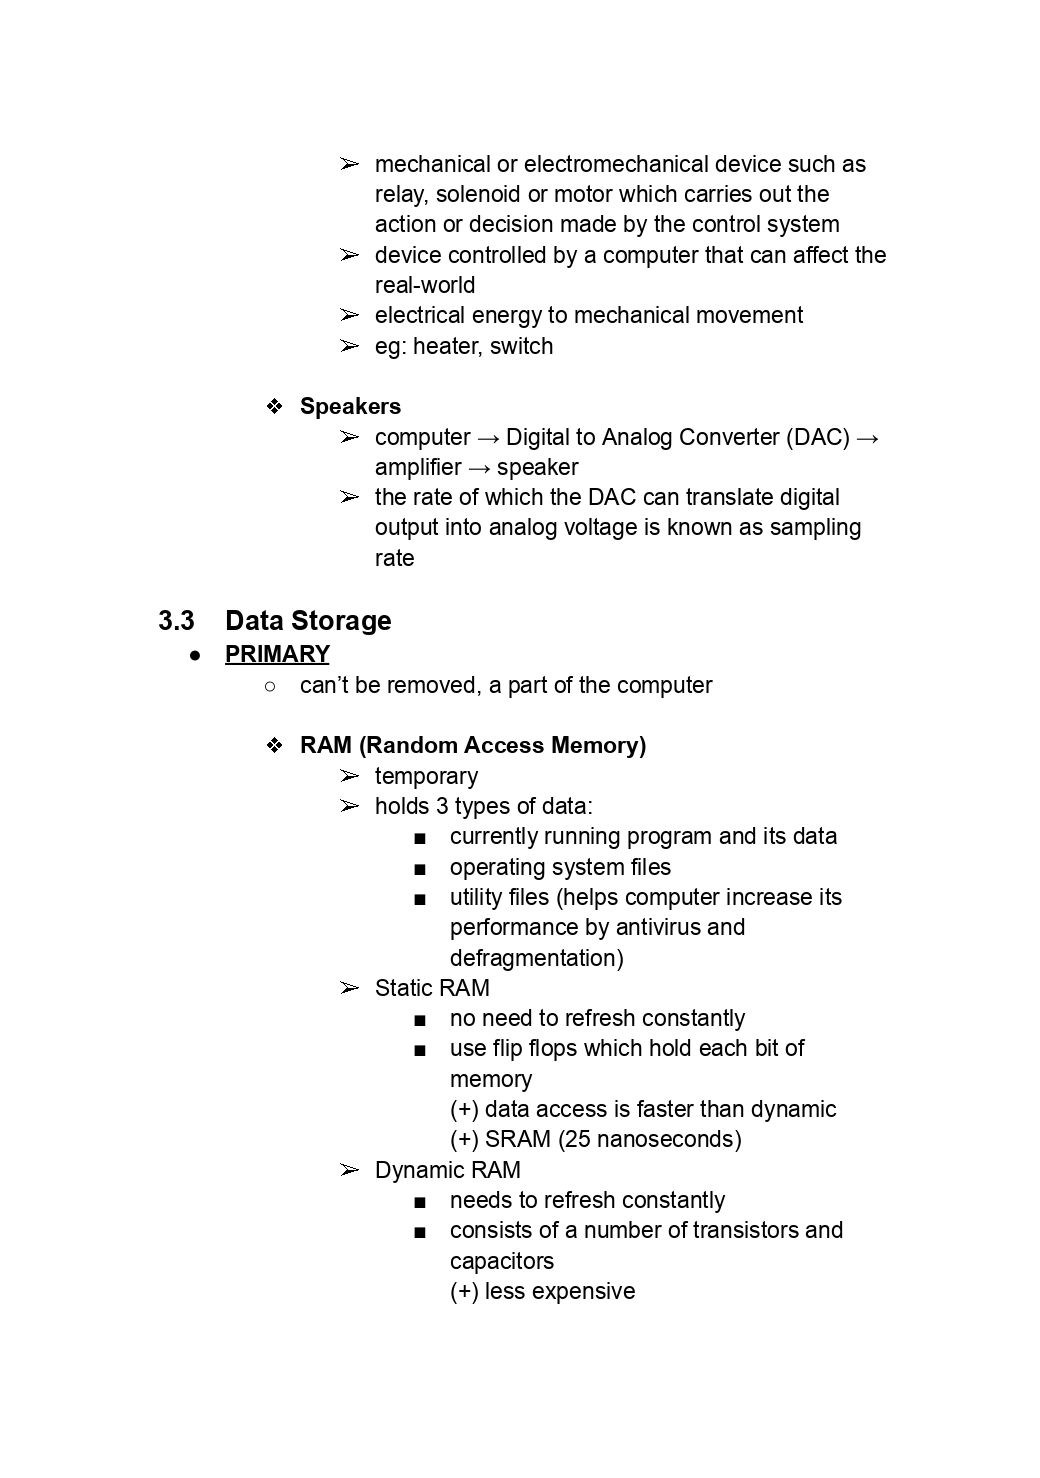 ➢ mechanical or electromechanical device such as
relay, solenoid or motor which carries out the
action or decision made by the control system
➢ device controlled by a computer that can affect the
real-world
➢ electrical energy to mechanical movement
➢ eg: heater, switch
❖ Speakers
➢ computer → Digital to Analog Converter (DAC) →
amplifier → speaker
➢ the rate of which the DAC can translate digital
output into analog voltage is known as sampling
rate
3.3 Data Storage
● PRIMARY
○ can’t be removed, a part of the computer
❖ RAM (Random Access Memory)
➢ temporary
➢ holds 3 types of data:
■ currently running program and its data
■ operating system files
■ utility files (helps computer increase its
performance by antivirus and
defragmentation)
➢ Static RAM
■ no need to refresh constantly
■ use flip flops which hold each bit of
memory
(+) data access is faster than dynamic
(+) SRAM (25 nanoseconds)
➢ Dynamic RAM
■ needs to refresh constantly
■ consists of a number of transistors and
capacitors
(+) less expensive